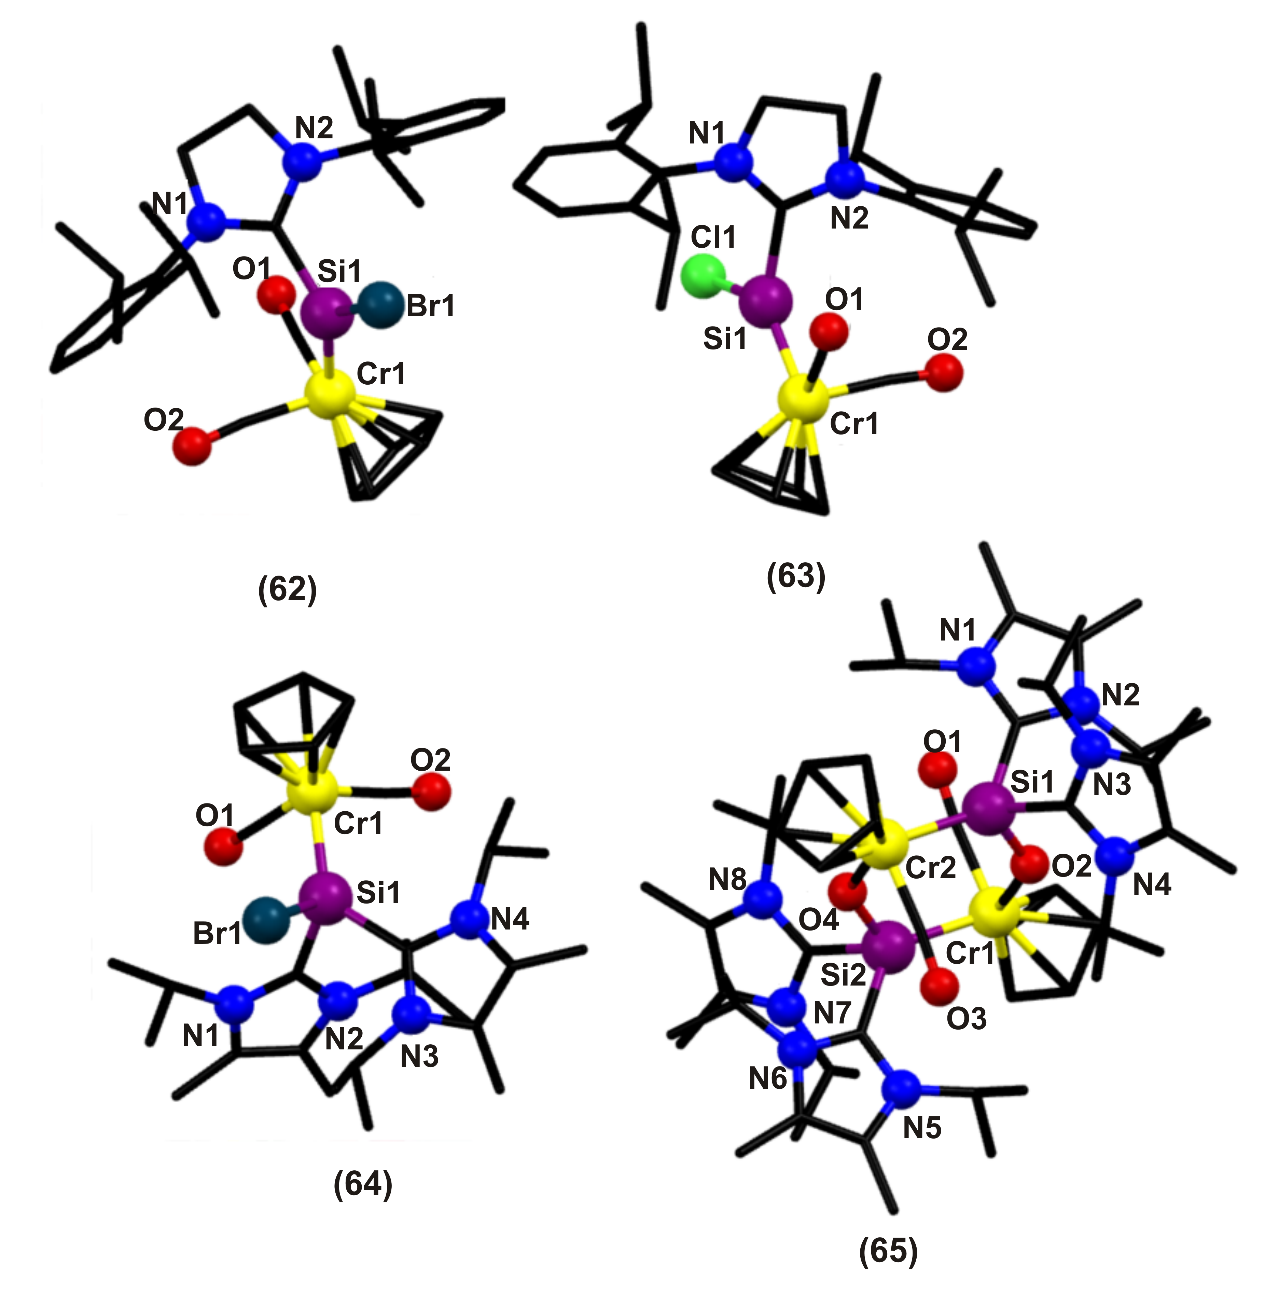 N2
N1
O1
Si1
Br1
Cr1
O2
(62)
N1
N2
Cl1
O1
Si1
O2
Cr1
(63)
O2
O1
Cr1
Si1
Br1
N4
N1
N2
N3
(64)
N1
N2
O1
N3
Si1
Cr2
O2
N8
N4
O4
Cr1
Si2
N7
O3
N6
N5
(65)